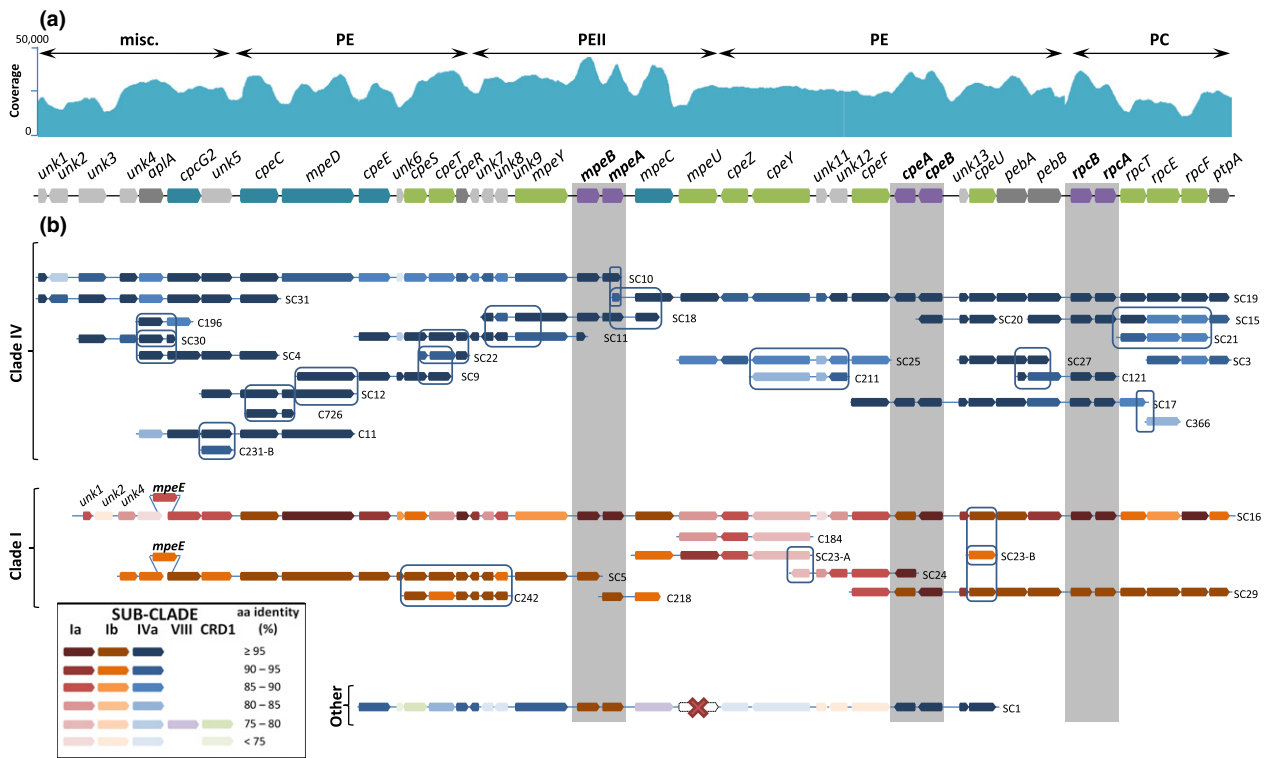 (a)
50,000
misc. PE PEII PE PC
Coverage
0
unk1 unk2 unk3 unk4 aplA cpcG2 unk5 cpeC mpeD cpeE unk6 cpeS cpeT cpeR unk7 unk8 unk9 mpeY mpeB mpeA mpeC mpeU cpeZ cpeY unk11 unk12 cpeF cpeA cpeB unk13 cpeU pebA pebB rpcB rpcA rpcT rpcE rpcF ptpA
(b)
Clade IV
SC10
SC31 SC19
C196 SC18 SC20 SC15
SC30 SC11 SC21
SC4 SC22 SC25 SC27 SC3
SC9 C211 C121
SC12
C726 SC17
C366
C11
C231-B
Clade I
unk1 unk2 unk4 mpeE
SC16
C184
mpeE SC23-A SC23-B
SC5 SC24
C242 C218 SC29
SUB-CLADE aa identity
Ia Ib IVa VIII CRD1 (%)
≥ 95
90 – 95
85 – 90
80 – 85
75 – 80
< 75
Other
SC1